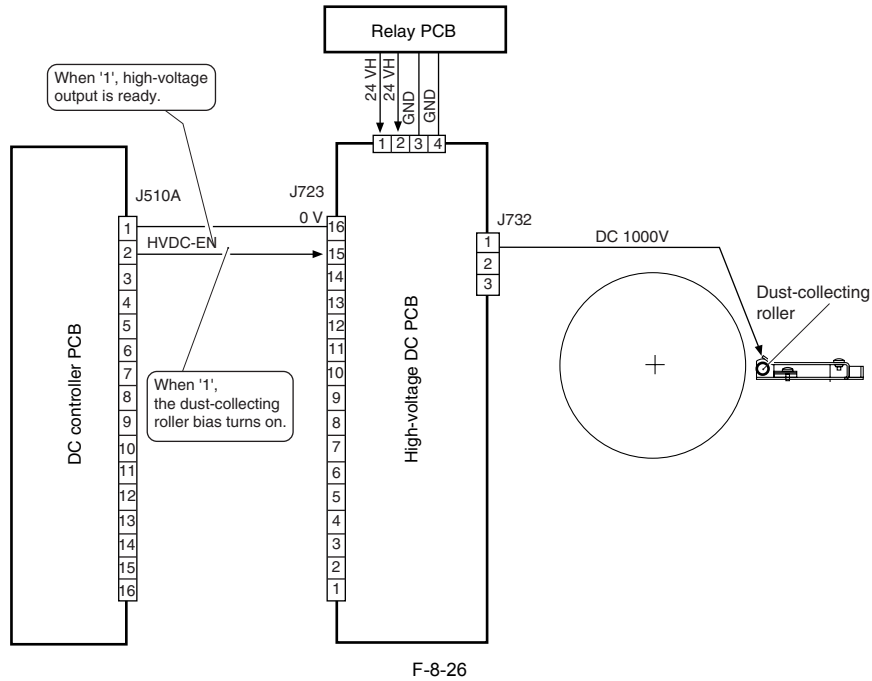 Relay PCB
24 VH
24 VH
GND
GND
1 2 3 4
When '1', high-voltage
output is ready.
J510A
J723
0 V
HVDC-EN
J732
DC 1000V
1
2
3
4
5
6
7
8
9
10
11
12
13
14
15
16
16
15
14
13
12
11
10
9
8
7
6
5
4
3
2
1
1
2
3
DC controller PCB
High-voltage DC PCB
Dust-collecting
roller
When '1',
the dust-collecting
roller bias turns on.
F-8-26